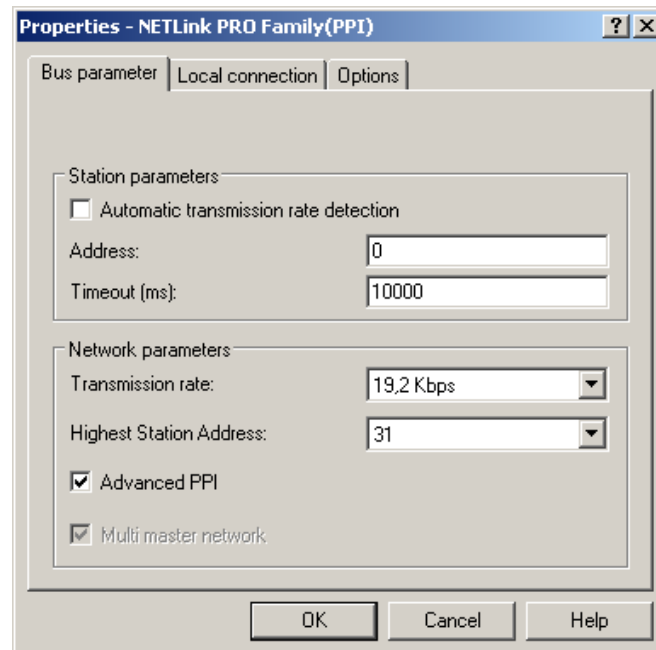 Properties - NETLink PRO Family(PPI)
Bus parameter Local connection Options
Station parameters
Automatic transmission rate detection
Address: 0
Timeout (ms): 10000
Network parameters
Transmission rate: 19,2 Kbps
Highest Station Address: 31
Advanced PPI
Multi master network
OK Cancel Help